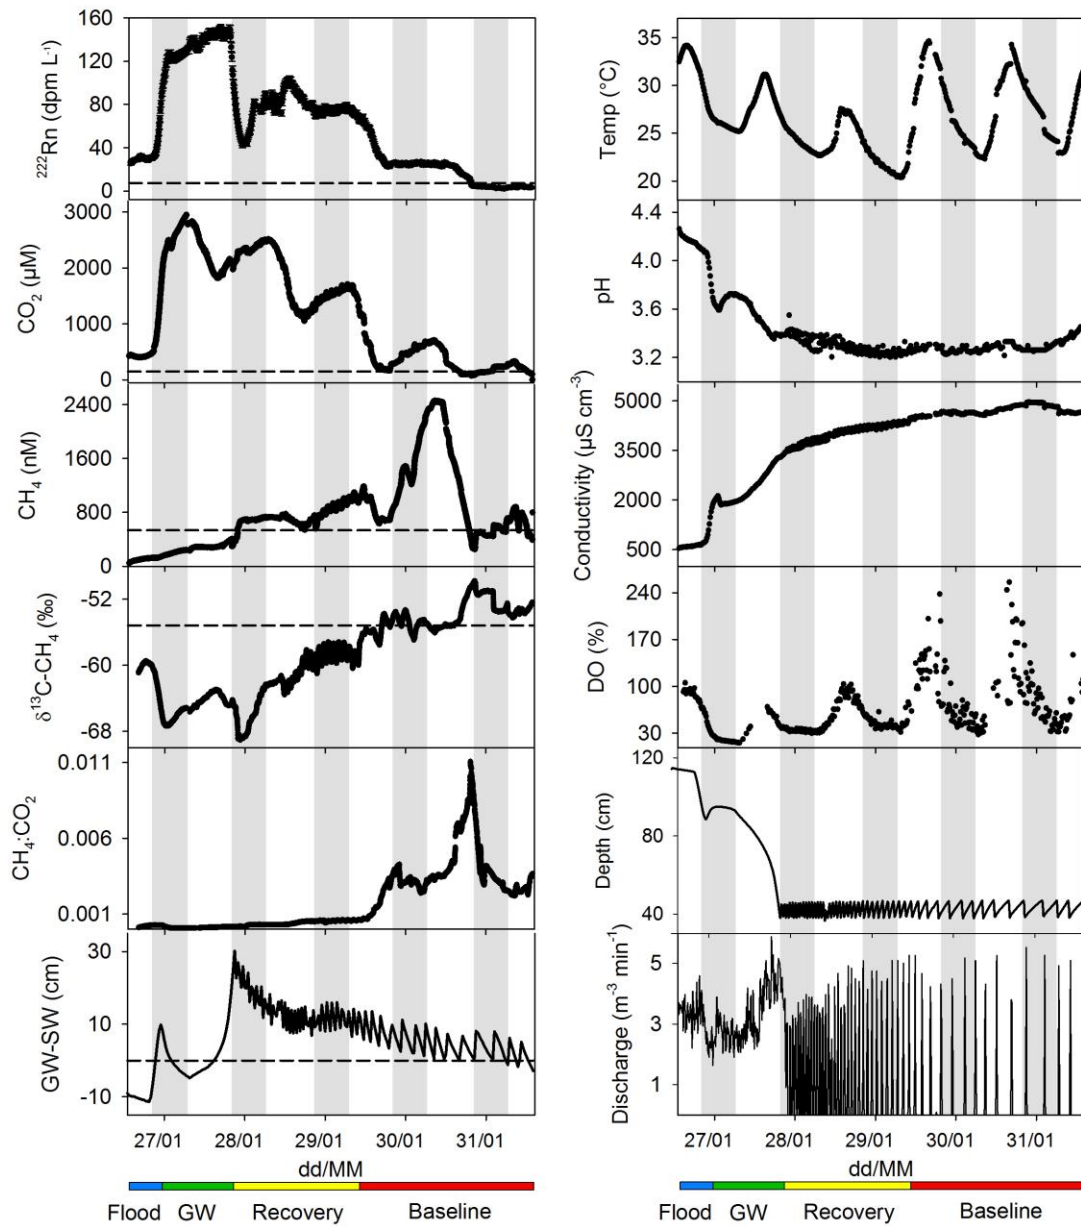 ²²²Rn (dpm L⁻¹)
160
120
80
40
0
CO₂ (µM)
3000
2000
1000
0
CH₄ (nM)
2400
1600
800
0
δ¹³C-CH₄ (‰)
-52
-60
-68
CH₄:CO₂
0.011
0.006
0.001
GW-SW (cm)
30
10
-10
27/01 28/01 29/01 30/01 31/01
dd/MM
Flood GW Recovery Baseline
Temp (°C)
35
30
25
20
pH
4.4
4.0
3.6
3.2
Conductivity (µS cm⁻³)
5000
3500
2000
500
DO (%)
240
170
100
30
Depth (cm)
120
80
40
Discharge (m⁻³ min⁻¹)
5
3
1
27/01 28/01 29/01 30/01 31/01
dd/MM
Flood GW Recovery Baseline